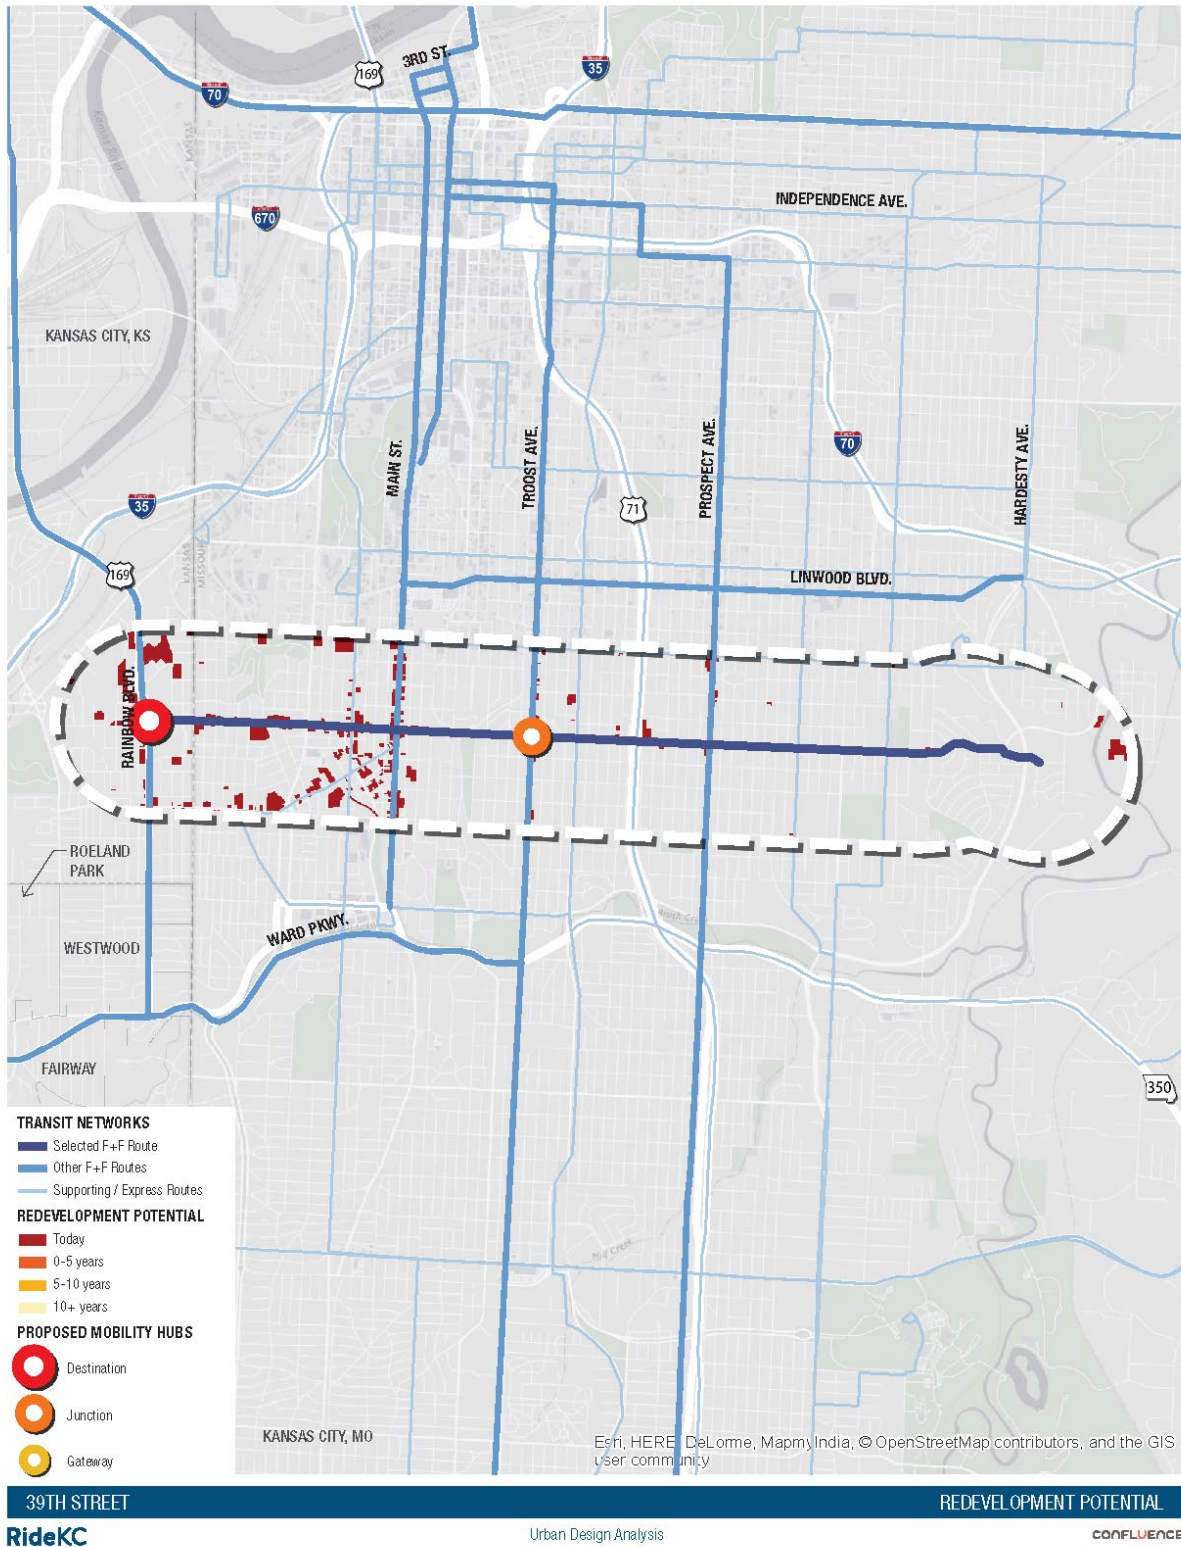 3RD ST.
169
35
70
INDEPENDENCE AVE.
670
KANSAS
KANSAS CITY, KS
MAIN ST.
TROOST AVE.
PROSPECT AVE.
HARDESTY AVE.
70
35
71
KANSAS
MISSOURI
169
LINWOOD BLVD.
RAINBOW BLVD.
ROELAND
PARK
WARD PKWY.
WESTWOOD
FAIRWAY
350
TRANSIT NETWORKS
Selected F+F Route
Other F+F Routes
Supporting / Express Routes
REDEVELOPMENT POTENTIAL
Today
0-5 years
5-10 years
10+ years
PROPOSED MOBILITY HUBS
Destination
Junction
Gateway
KANSAS CITY, MO
Esri, HERE, DeLorme, MapmyIndia, © OpenStreetMap contributors, and the GIS
user community
39TH STREET
REDEVELOPMENT POTENTIAL
RideKC
Urban Design Analysis
CONFLUENCE